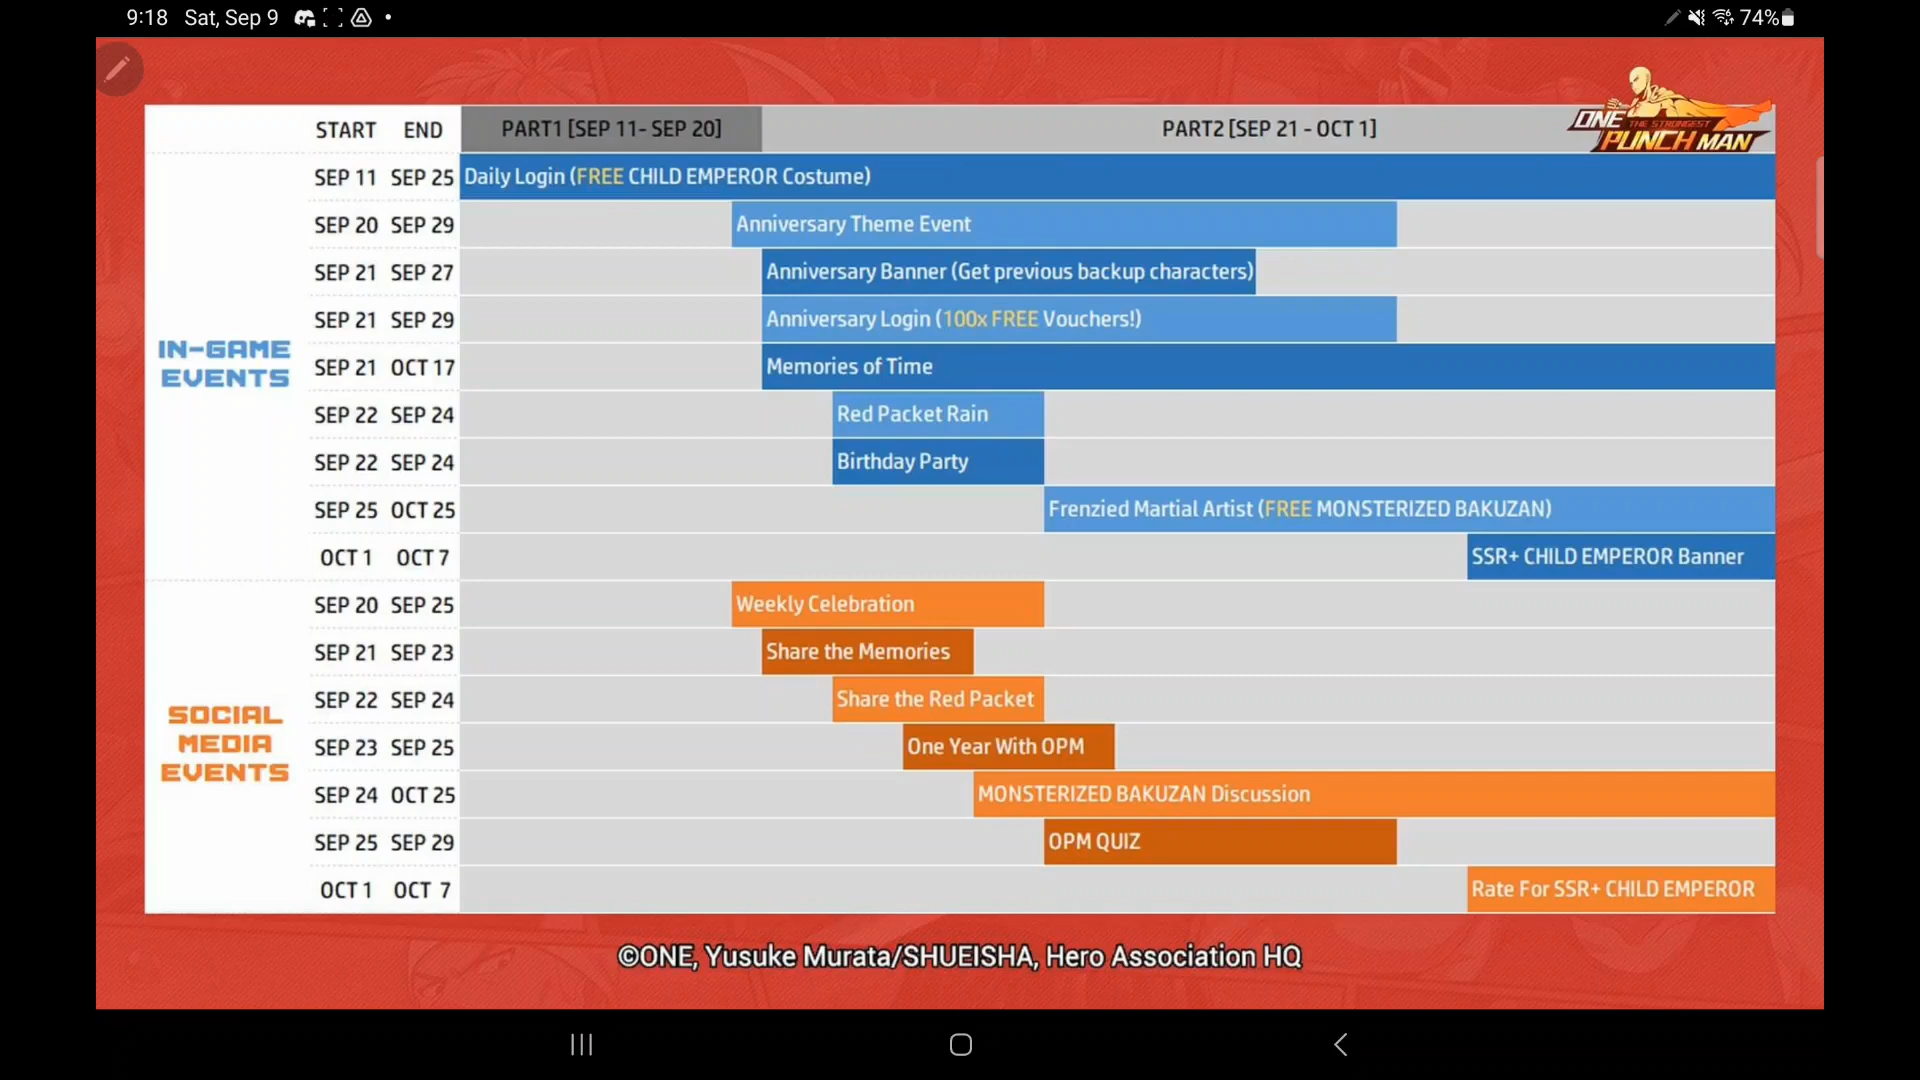 9:18 Sat, Sep 9
74%
START END PART1 [SEP 11- SEP 20] PART2 [SEP 21 - OCT 1]
ONE THE STRONGEST
PUNCH MAN
IN-GAME
EVENTS
SEP 11 SEP 25 Daily Login (FREE CHILD EMPEROR Costume)
SEP 20 SEP 29 Anniversary Theme Event
SEP 21 SEP 27 Anniversary Banner (Get previous backup characters)
SEP 21 SEP 29 Anniversary Login (100x FREE Vouchers!)
SEP 21 OCT 17 Memories of Time
SEP 22 SEP 24 Red Packet Rain
SEP 22 SEP 24 Birthday Party
SEP 25 OCT 25 Frenzied Martial Artist (FREE MONSTERIZED BAKUZAN)
OCT 1 OCT 7 SSR+ CHILD EMPEROR Banner
SOCIAL
MEDIA
EVENTS
SEP 20 SEP 25 Weekly Celebration
SEP 21 SEP 23 Share the Memories
SEP 22 SEP 24 Share the Red Packet
SEP 23 SEP 25 One Year With OPM
SEP 24 OCT 25 MONSTERIZED BAKUZAN Discussion
SEP 25 SEP 29 OPM QUIZ
OCT 1 OCT 7 Rate For SSR+ CHILD EMPEROR
©ONE, Yusuke Murata/SHUEISHA, Hero Association HQ